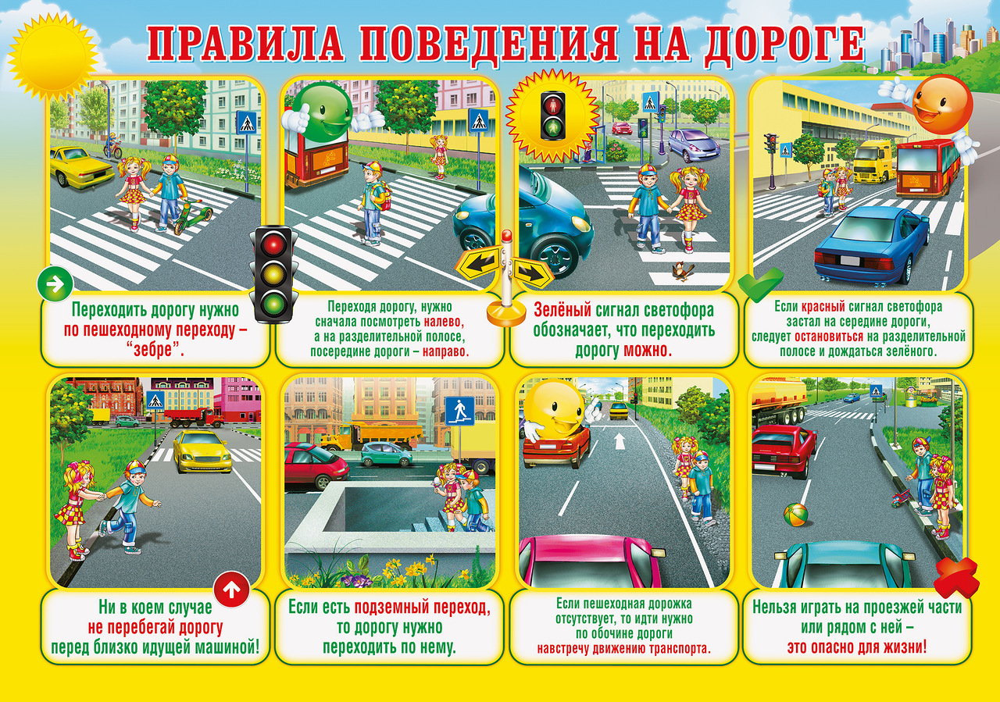 ПРАВИЛА ПОВЕДЕНИЯ НА ДОРОГЕ
Переходить дорогу нужно
по пешеходному переходу –
“зебре”.
Переходя дорогу, нужно
сначала посмотреть налево,
а на разделительной полосе,
посередине дороги – направо.
Зелёный сигнал светофора
обозначает, что переходить
дорогу можно.
Если красный сигнал светофора
застал на середине дороги,
следует остановиться на разделительной
полосе и дождаться зелёного.
Ни в коем случае
не перебегай дорогу
перед близко идущей машиной!
Если есть подземный переход,
то дорогу нужно
переходить по нему.
Если пешеходная дорожка
отсутствует, то идти нужно
по обочине дороги
навстречу движению транспорта.
Нельзя играть на проезжей части
или рядом с ней –
это опасно для жизни!